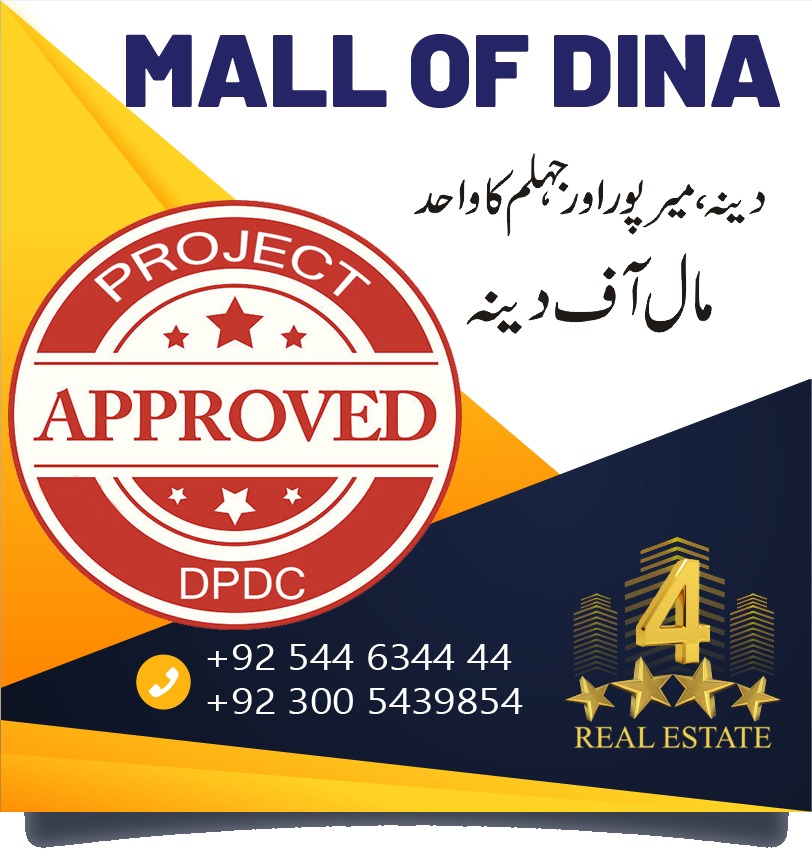 MALL OF DINA
دینہ، میرپور اور جہلم کا واحد
مال آف دینہ
PROJECT
APPROVED
DPDC
+92 544 6344 44
+92 300 5439854
4
REAL ESTATE